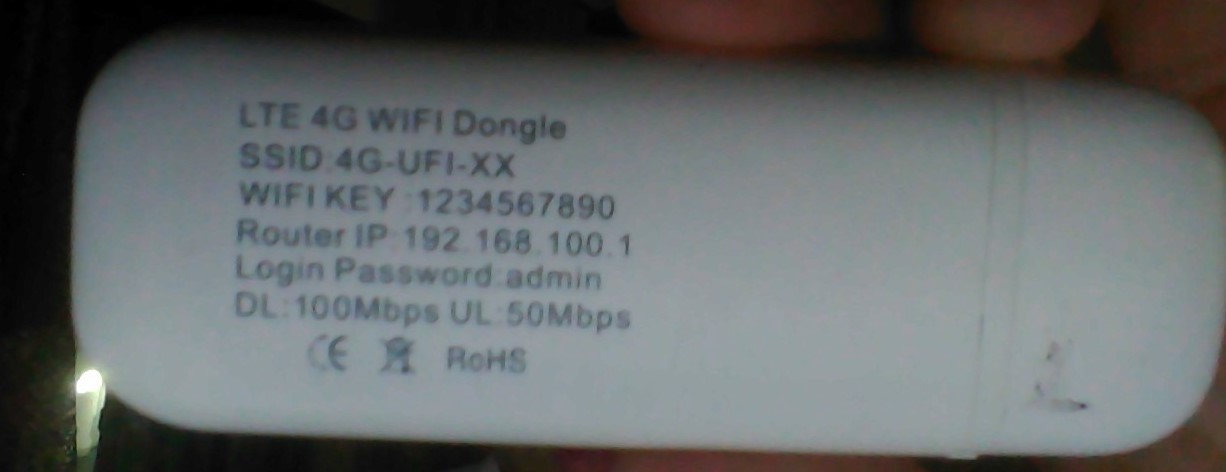 LTE 4G WIFI Dongle
SSID:4G-UFI-XX
WIFI KEY :1234567890
Router IP:192.168.100.1
Login Password:admin
DL:100Mbps UL:50Mbps
CE RoHS